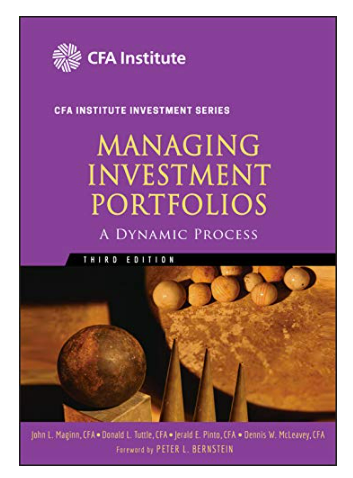 CFA Institute
CFA INSTITUTE INVESTMENT SERIES
MANAGING
INVESTMENT
PORTFOLIOS
A DYNAMIC PROCESS
THIRD EDITION
John L. Maginn, CFA • Donald L. Tuttle, CFA • Jerald E. Pinto, CFA • Dennis W. McLeavey, CFA
Foreword by PETER L. BERNSTEIN